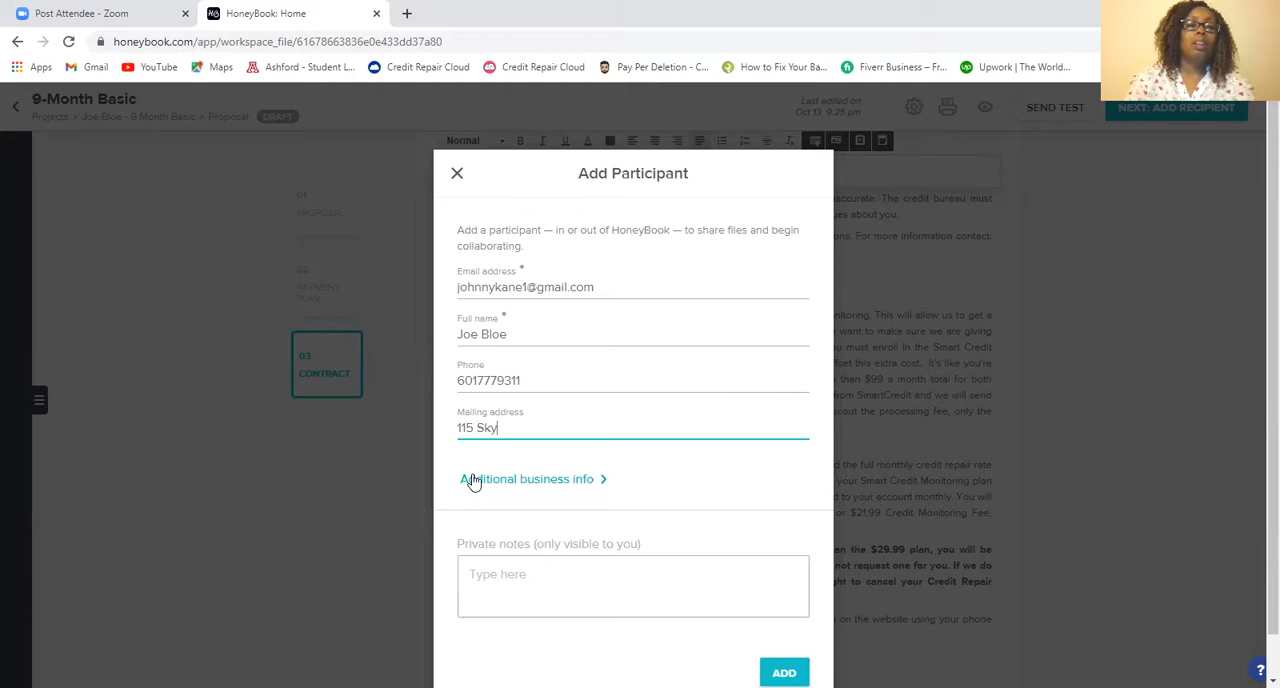 Post Attendee - Zoom
HoneyBook: Home
honeybook.com/app/workspace_file/61678663836e0e433dd37a80
Apps
Gmail
YouTube
Maps
Ashford - Student L...
Credit Repair Cloud
Credit Repair Cloud
Pay Per Deletion - C...
How to Fix Your Ba...
Fiverr Business – Fr...
Upwork | The World...
9-Month Basic
Projects > Joe Bloe - 9 Month Basic > Proposal
DRAFT
Last edited on
Oct 13, 9:25 pm
SEND TEST
NEXT: ADD RECIPIENT
Normal
B I U A
01
PROPOSAL
02
PAYMENT
PLAN
03.
CONTRACT
Add Participant
Add a participant — in or out of HoneyBook — to share files and begin
collaborating.
Email address *
johnnykane1@gmail.com
Full name *
Joe Bloe
Phone
6017779311
Mailing address
115 Sky
Additional business info >
Private notes (only visible to you)
Type here
ADD
accurate. The credit bureau must
ues about you.
ons. For more information contact:
nitoring. This will allow us to get a
want to make sure we are giving
ou must enroll in the Smart Credit
ffset this extra cost. It's like you're
than $99 a month total for both
from SmartCredit and we will send
scout the processing fee, only the
d the full monthly credit repair rate
your Smart Credit Monitoring plan
d to your account monthly. You will
or $21.99 Credit Monitoring Fee,
an the $29.99 plan, you will be
not request one for you. If we do
ght to cancel your Credit Repair
on the website using your phone
?